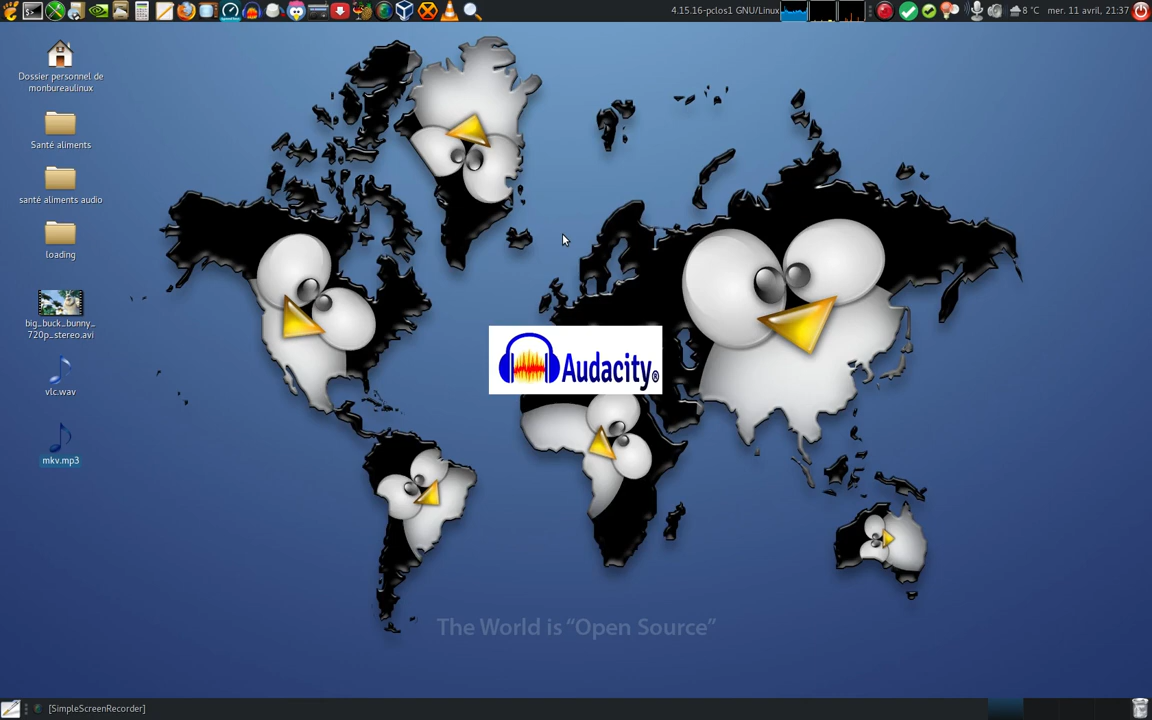 4.15.16-pclos1 GNU/Linux
8 °C
mer. 11 avril, 21:37
Dossier personnel de
monbureaulinux
Santé aliments
santé aliments audio
loading
big_buck_bunny_
720p_stereo.avi
vlc.wav
mkv.mp3
Audacity®
The World is “Open Source”
[SimpleScreenRecorder]